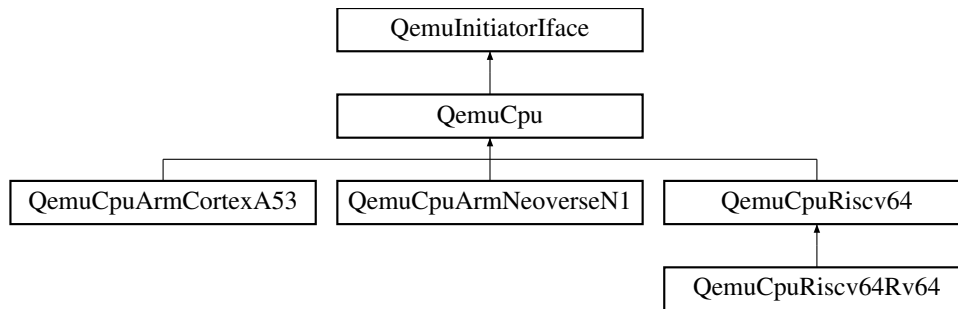 QemuInitiatorIface
QemuCpu
QemuCpuArmCortexA53
QemuCpuArmNeoverseN1
QemuCpuRiscv64
QemuCpuRiscv64Rv64